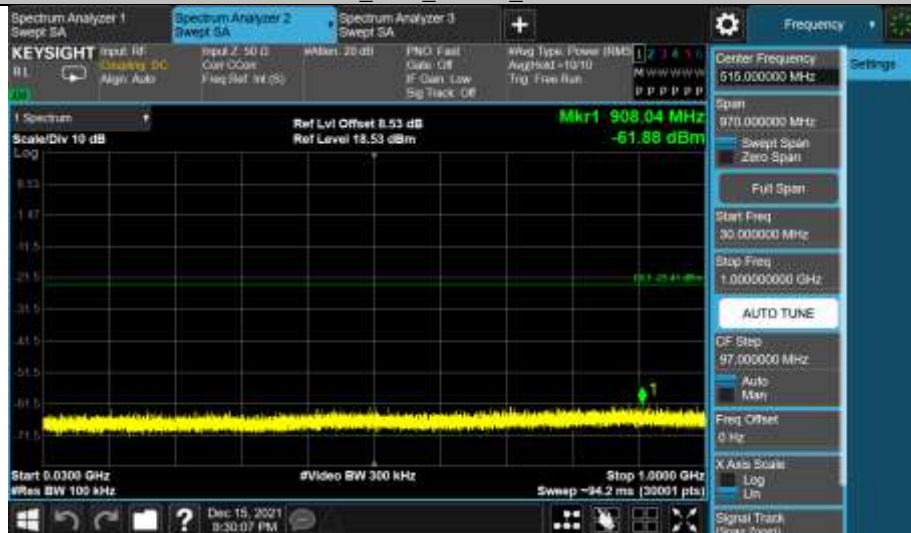 Spectrum Analyzer 1
Swept SA
Spectrum Analyzer 2
Swept SA
Spectrum Analyzer 3
Swept SA
+
Frequency
KEYSIGHT
RL
Input: RF
Coupling: DC
Align: Auto
Input Z: 50 Ω
Corr CCorr
Freq Ref: Int (S)
#Atten: 20 dB
PNO: Fast
Gate: Off
IF Gain: Low
Sig Track: Off
#Avg Type: Power (RMS)
Avg|Hold: >10/10
Trig: Free Run
1 2 3 4 5 6
M W W W W W
P P P P P P
1 Spectrum
Scale/Div 10 dB
Log
Ref Lvl Offset 8.53 dB
Ref Level 18.53 dBm
Mkr1 908.04 MHz
-61.88 dBm
8.53
-1.47
-11.5
-21.5
-31.5
-41.5
-51.5
-61.5
-71.5
1
Start 0.0300 GHz
#Res BW 100 kHz
#Video BW 300 kHz
Stop 1.0000 GHz
Sweep ~94.2 ms (30001 pts)
?
Dec 15, 2021
8:30:07 PM
Center Frequency
515.000000 MHz
Settings
Span
970.000000 MHz
Swept Span
Zero Span
Full Span
Start Freq
30.000000 MHz
Stop Freq
1.000000000 GHz
AUTO TUNE
CF Step
97.000000 MHz
Auto
Man
Freq Offset
0 Hz
X Axis Scale
Log
Lin
Signal Track
(Span Zoom)